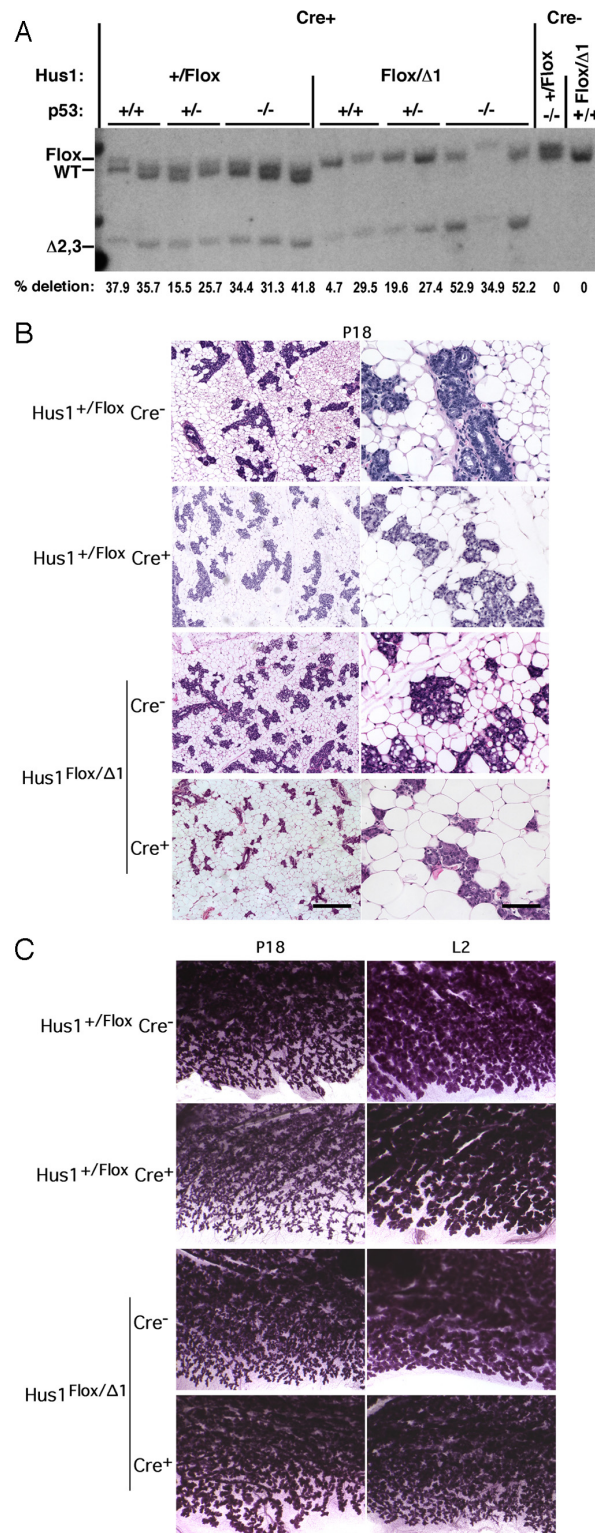 A
Cre+
Cre-
Hus1:
+/Flox
Flox/Δ1
+/Flox
Flox/Δ1
p53:
+/+
+/-
-/-
+/+
+/-
-/-
-/-
+/+
Flox
WT
Δ2,3
% deletion: 37.9 35.7 15.5 25.7 34.4 31.3 41.8 4.7 29.5 19.6 27.4 52.9 34.9 52.2 0 0
B
P18
Hus1+/Flox Cre-
Hus1+/Flox Cre+
Cre-
Hus1Flox/Δ1
Cre+
C
P18
L2
Hus1+/Flox Cre-
Hus1+/Flox Cre+
Cre-
Hus1Flox/Δ1
Cre+